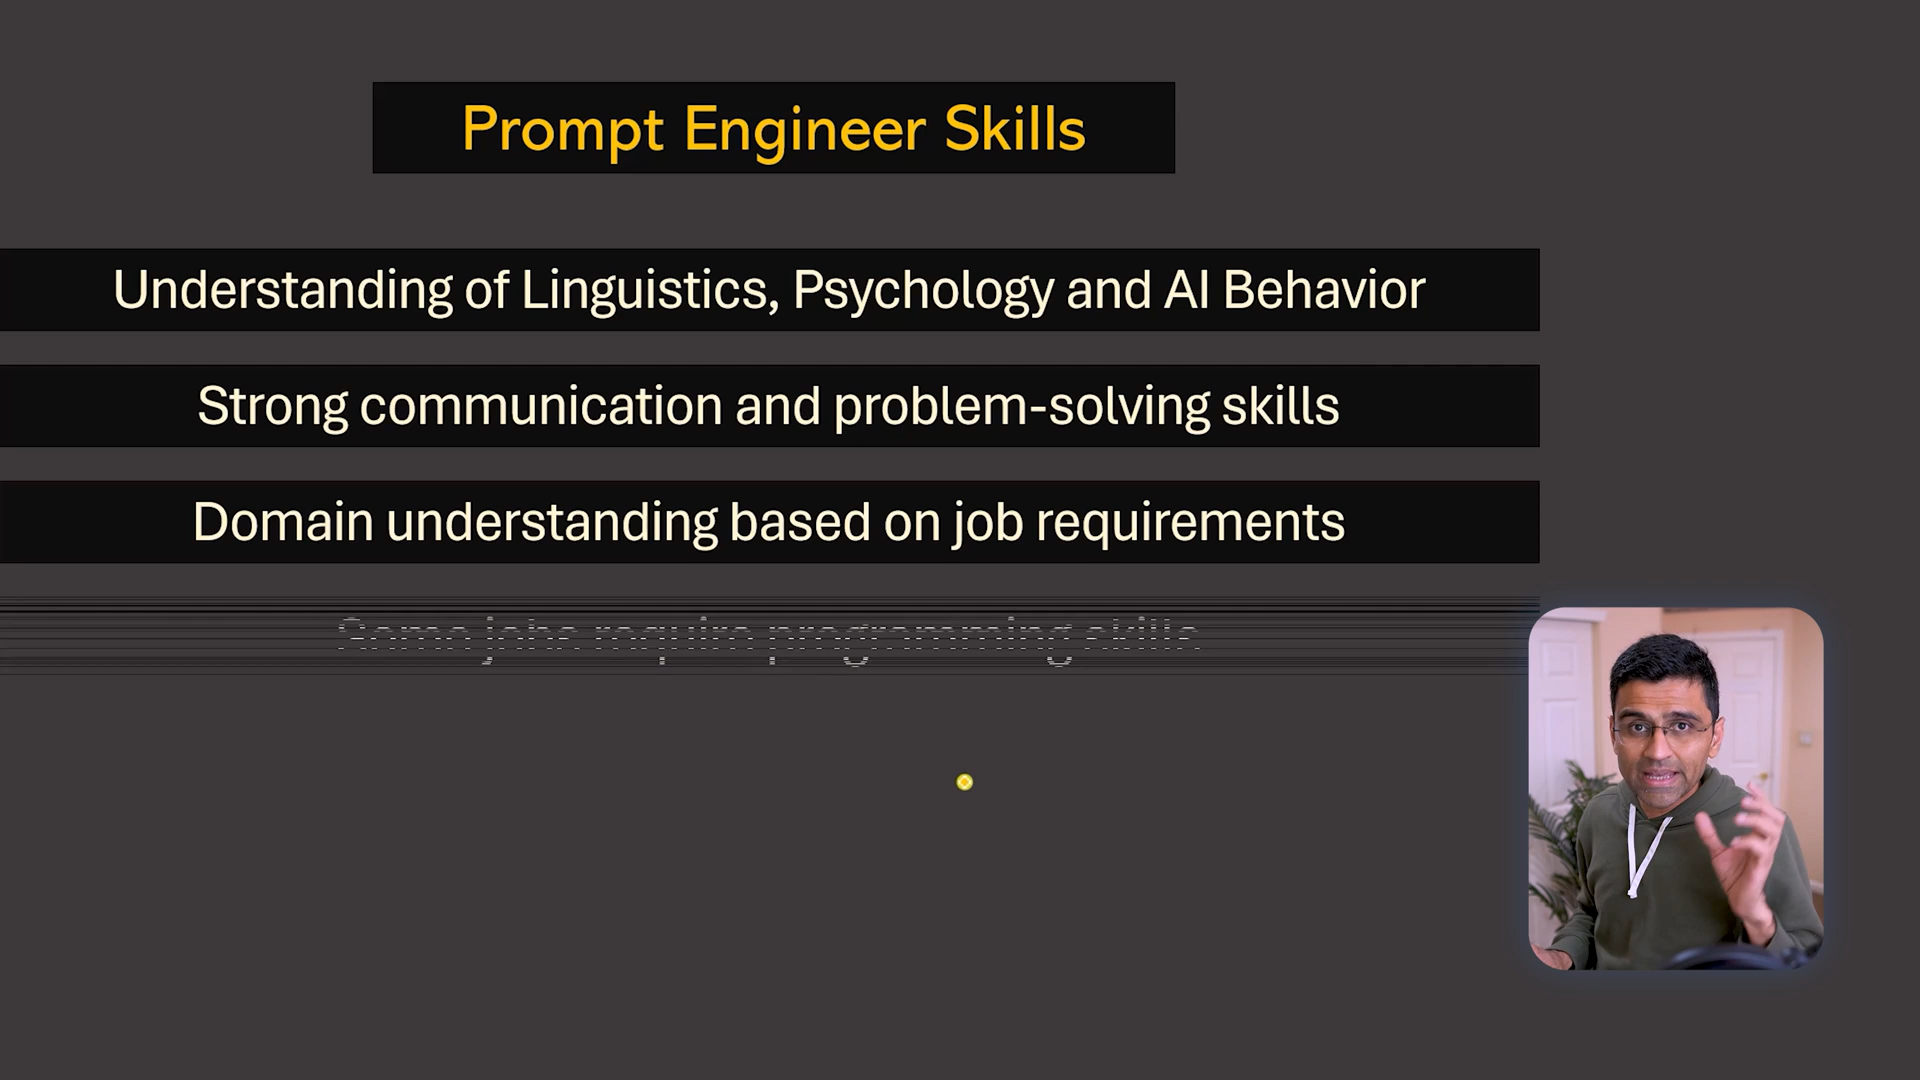 Prompt Engineer Skills
Understanding of Linguistics, Psychology and AI Behavior
Strong communication and problem-solving skills
Domain understanding based on job requirements
Some jobs require programming skills